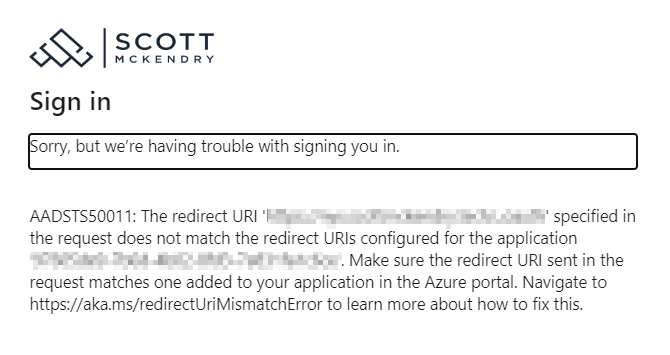 SCOTT
MCKENDRY
Sign in
Sorry, but we're having trouble with signing you in.
AADSTS50011: The redirect URI '' specified in
the request does not match the redirect URIs configured for the application
''. Make sure the redirect URI sent in the
request matches one added to your application in the Azure portal. Navigate to
https://aka.ms/redirectUriMismatchError to learn more about how to fix this.